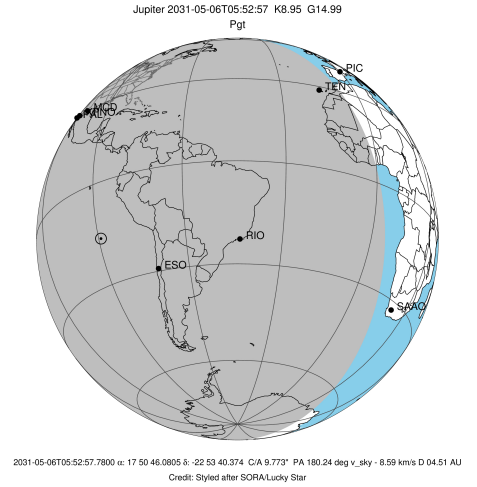 Jupiter 2031-05-06T05:52:57 K8.95 G14.99
Pgt
PIC
TEN
MCD
RIO
ESO
SAAO
2031-05-06T05:52:57.7800 α: 17 50 46.0805 δ: -22 53 40.374 C/A 9.773" PA 180.24 deg v_sky - 8.59 km/s D 04.51 AU
Credit: Styled after SORA/Lucky Star